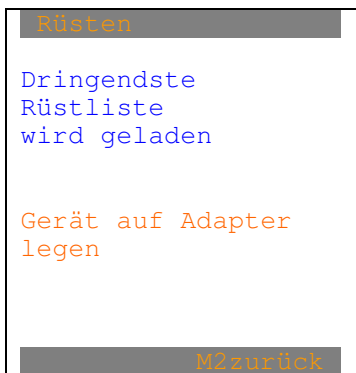 Rüsten
Dringendste
Rüstliste
wird geladen
Gerät auf Adapter
legen
M2zurück